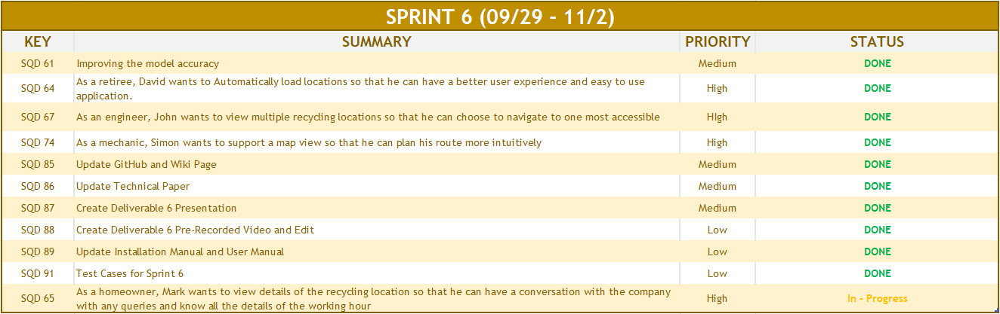 SPRINT 6 (09/29 - 11/2)
KEY SUMMARY PRIORITY STATUS
SQD 61 Improving the model accuracy Medium DONE
SQD 64 As a retiree, David wants to Automatically load locations so that he can have a better user experience and easy to use High DONE
application.
SQD 67 As an engineer, John wants to view multiple recycling locations so that he can choose to navigate to one most accessible HIgh DONE
SQD 74 As a mechanic, Simon wants to support a map view so that he can plan his route more intuitively High DONE
SQD 85 Update GitHub and Wiki Page Medium DONE
SQD 86 Update Technical Paper Medium DONE
SQD 87 Create Deliverable 6 Presentation Medium DONE
SQD 88 Create Deliverable 6 Pre-Recorded Video and Edit Low DONE
SQD 89 Update Installation Manual and User Manual Low DONE
SQD 91 Test Cases for Sprint 6 Low DONE
SQD 65 As a homeowner, Mark wants to view details of the recycling location so that he can have a conversation with the company High In - Progress
with any queries and know all the details of the working hour